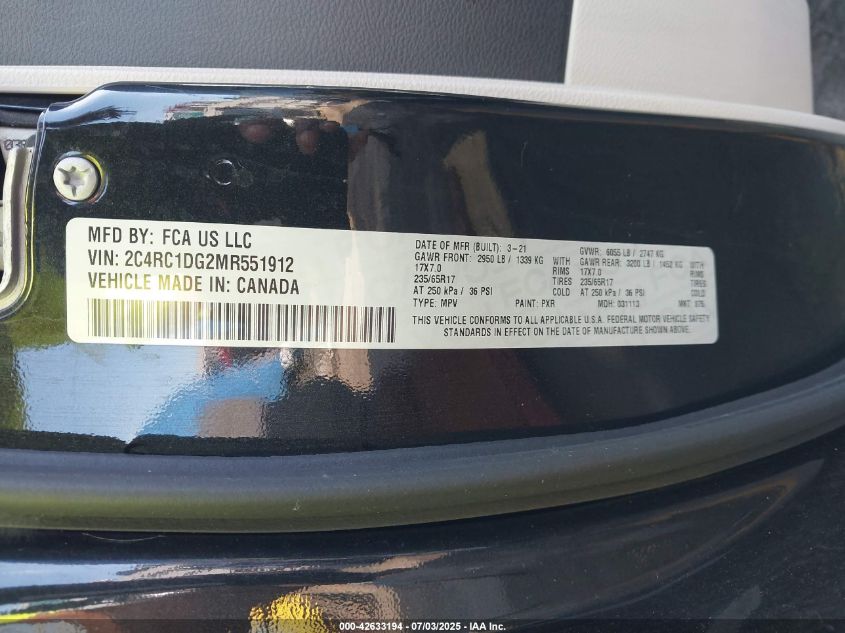 MFD BY: FCA US LLC
VIN: 2C4RC1DG2MR551912
VEHICLE MADE IN: CANADA
DATE OF MFR (BUILT): 3-21 GVWR: 6055 LB / 2747 KG
GAWR FRONT: 2950 LB / 1339 KG WITH GAWR REAR: 3200 LB / 1452 KG WITH
17X7.0 RIMS 17X7.0 RIMS
235/65R17 TIRES 235/65R17 TIRES
AT 250 kPa / 36 PSI COLD AT 250 kPa / 36 PSI COLD
TYPE: MPV PAINT: PXR MDH: 031113 MKT:
THIS VEHICLE CONFORMS TO ALL APPLICABLE U.S.A. FEDERAL MOTOR VEHICLE SAFETY
STANDARDS IN EFFECT ON THE DATE OF MANUFACTURE SHOWN ABOVE.
000-42633194 - 07/03/2025 - IAA Inc.